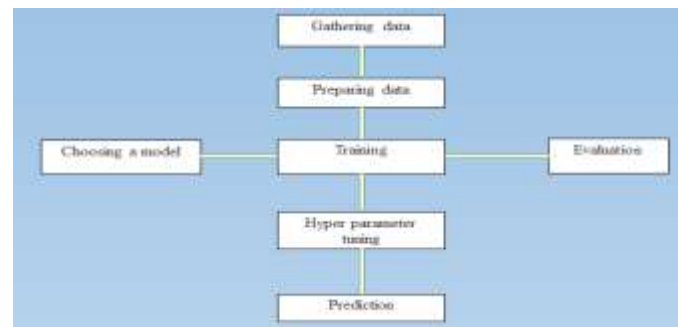 Gathering data
Preparing data
Choosing a model
Training
Evaluation
Hyper parameter
tuning
Prediction